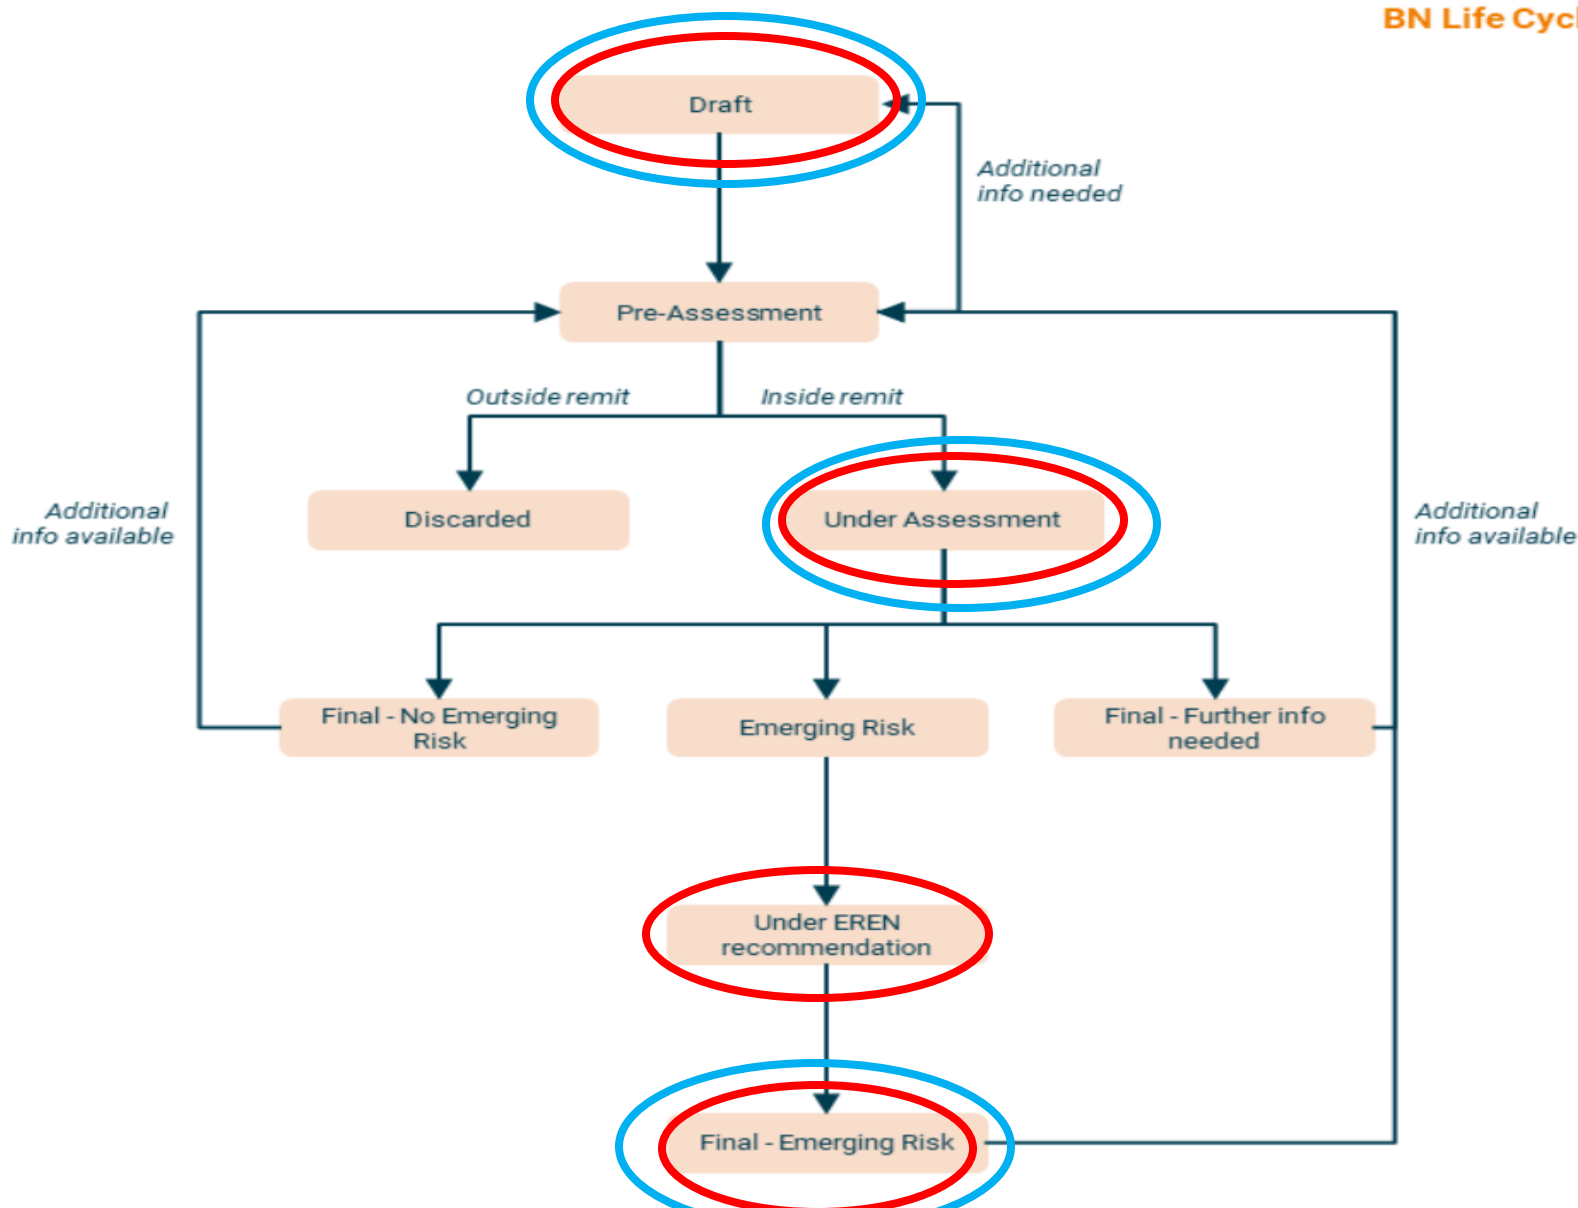 BN Life Cycl
Draft
Additional
info needed
Pre-Assessment
Outside remit
Inside remit
Discarded
Under Assessment
Additional
info available
Additional
info available
Final - No Emerging
Risk
Emerging Risk
Final - Further info
needed
Under EREN
recommendation
Final - Emerging Risk